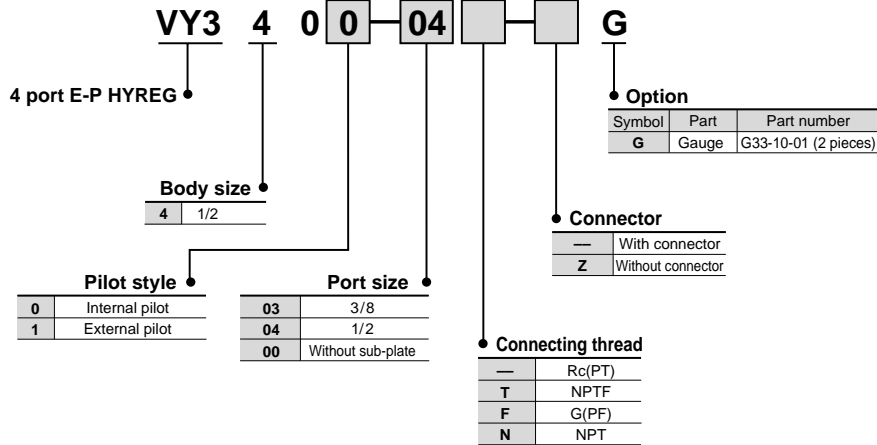 VY3 4 0 0 — 04 — G
4 port E-P HYREG
Option
Symbol Part Part number
G Gauge G33-10-01 (2 pieces)
Body size
4 1/2
Connector
— With connector
Z Without connector
Pilot style
0 Internal pilot
1 External pilot
Port size
03 3/8
04 1/2
00 Without sub-plate
Connecting thread
— Rc(PT)
T NPTF
F G(PF)
N NPT